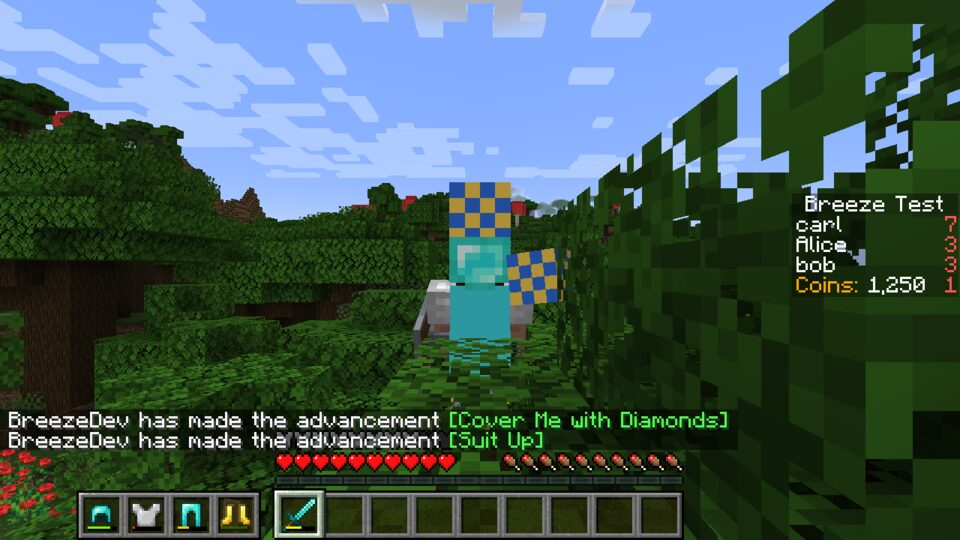 Breeze Test
carl 7
Alice 3
bob 3
Coins: 1,250 1
BreezeDev has made the advancement [Cover Me with Diamonds]
BreezeDev has made the advancement [Suit Up]